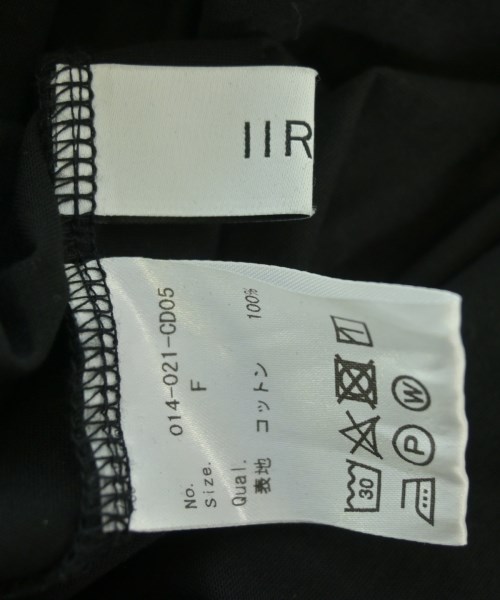 IIR
No. 014-021-CD05
Size. F
Qual.
表地 コットン 100%
30
P W